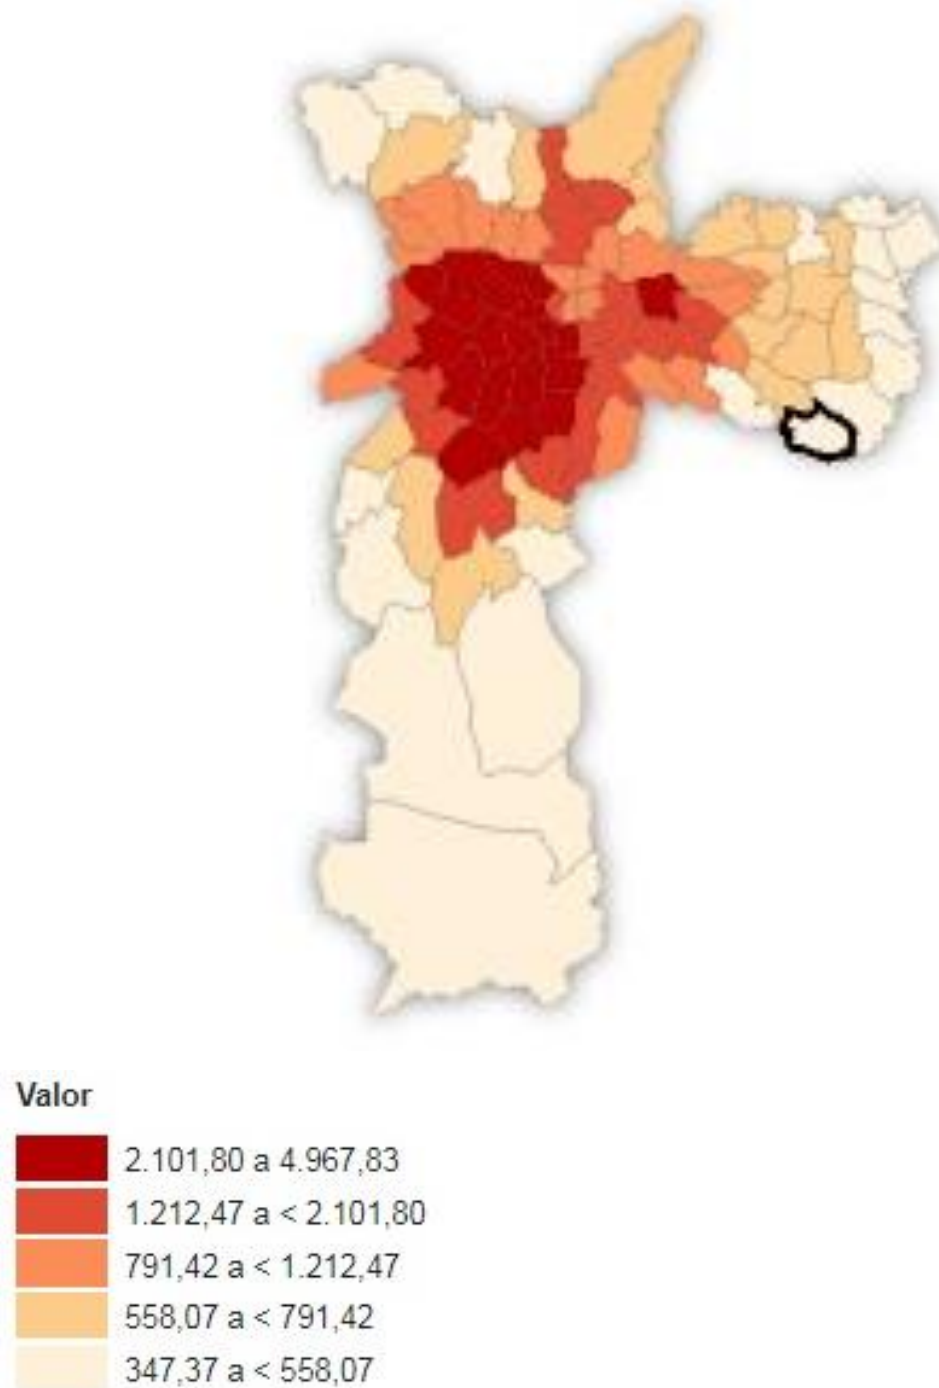 Valor
2.101,80 a 4.967,83
1.212,47 a < 2.101,80
791,42 a < 1.212,47
558,07 a < 791,42
347,37 a < 558,07